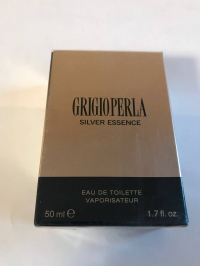 GRIGIOPERLA
SILVER ESSENCE
EAU DE TOILETTE
VAPORISATEUR
50 ml ℮ 1.7 fl. oz.